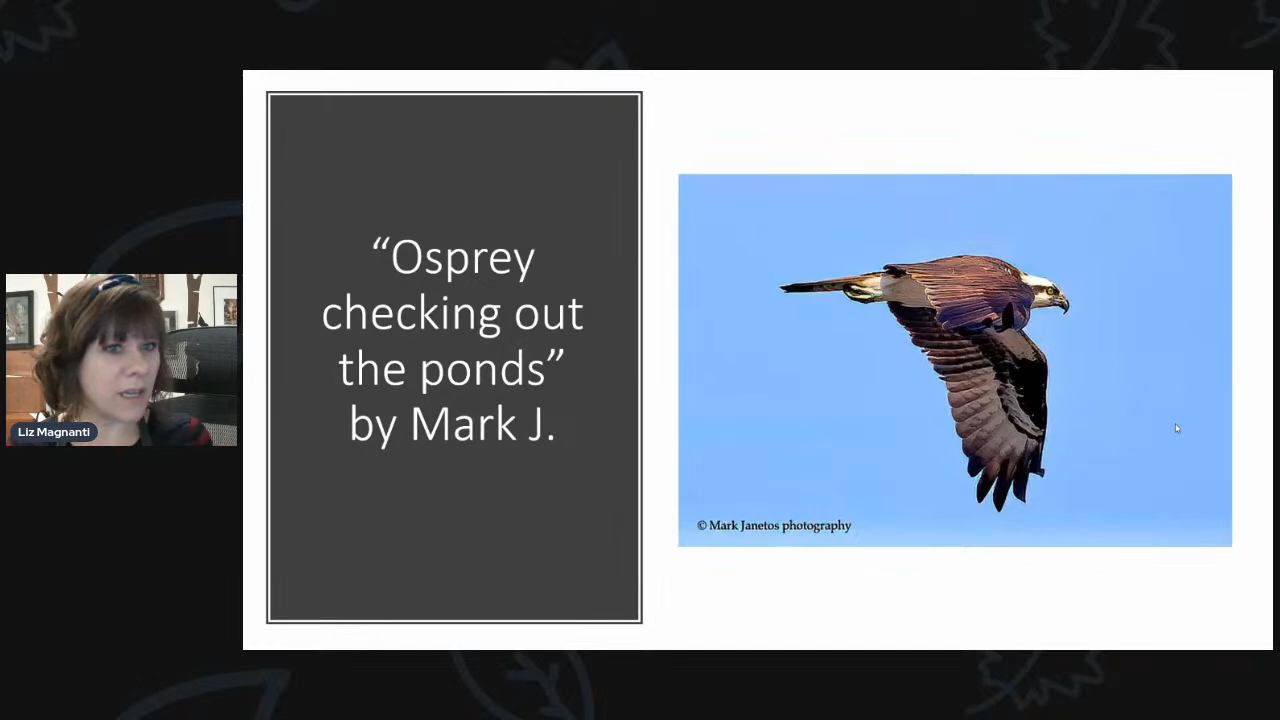 “Osprey
checking out
the ponds”
by Mark J.
Liz Magnanti
© Mark Janetos photography